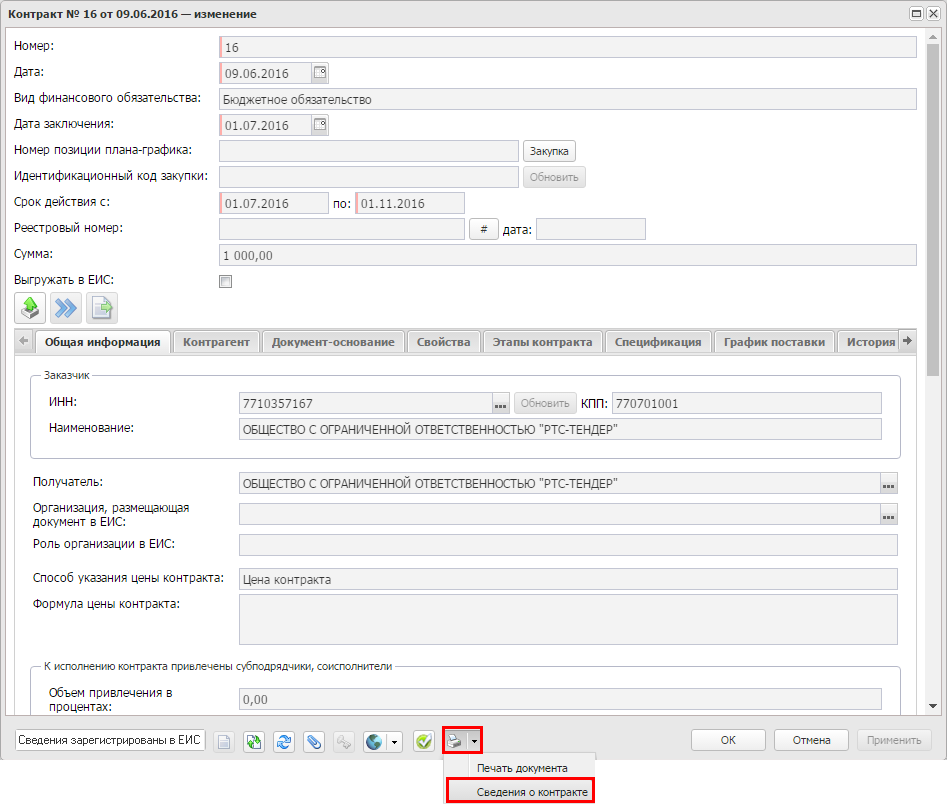 Контракт № 16 от 09.06.2016 — изменение
Номер: 16
Дата: 09.06.2016
Вид финансового обязательства: Бюджетное обязательство
Дата заключения: 01.07.2016
Номер позиции плана-графика: Закупка
Идентификационный код закупки: Обновить
Срок действия с: 01.07.2016 по: 01.11.2016
Реестровый номер: # дата:
Сумма: 1 000,00
Выгружать в ЕИС:
Общая информация Контрагент Документ-основание Свойства Этапы контракта Спецификация График поставки История
Заказчик
ИНН: 7710357167 ... Обновить КПП: 770701001
Наименование: ОБЩЕСТВО С ОГРАНИЧЕННОЙ ОТВЕТСТВЕННОСТЬЮ "РТС-ТЕНДЕР"
Получатель: ОБЩЕСТВО С ОГРАНИЧЕННОЙ ОТВЕТСТВЕННОСТЬЮ "РТС-ТЕНДЕР" ...
Организация, размещающая
документ в ЕИС: ...
Роль организации в ЕИС:
Способ указания цены контракта: Цена контракта
Формула цены контракта:
К исполнению контракта привлечены субподрядчики, соисполнители
Объем привлечения в
процентах: 0,00
Сведения зарегистрированы в ЕИС ОК Отмена Применить
Печать документа
Сведения о контракте